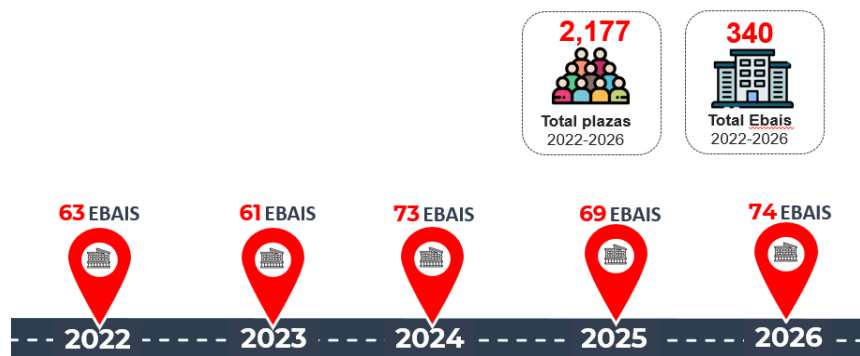 2,177
Total plazas
2022-2026
340
Total Ebais
2022-2026
63 EBAIS
61 EBAIS
73 EBAIS
69 EBAIS
74 EBAIS
2022
2023
2024
2025
2026